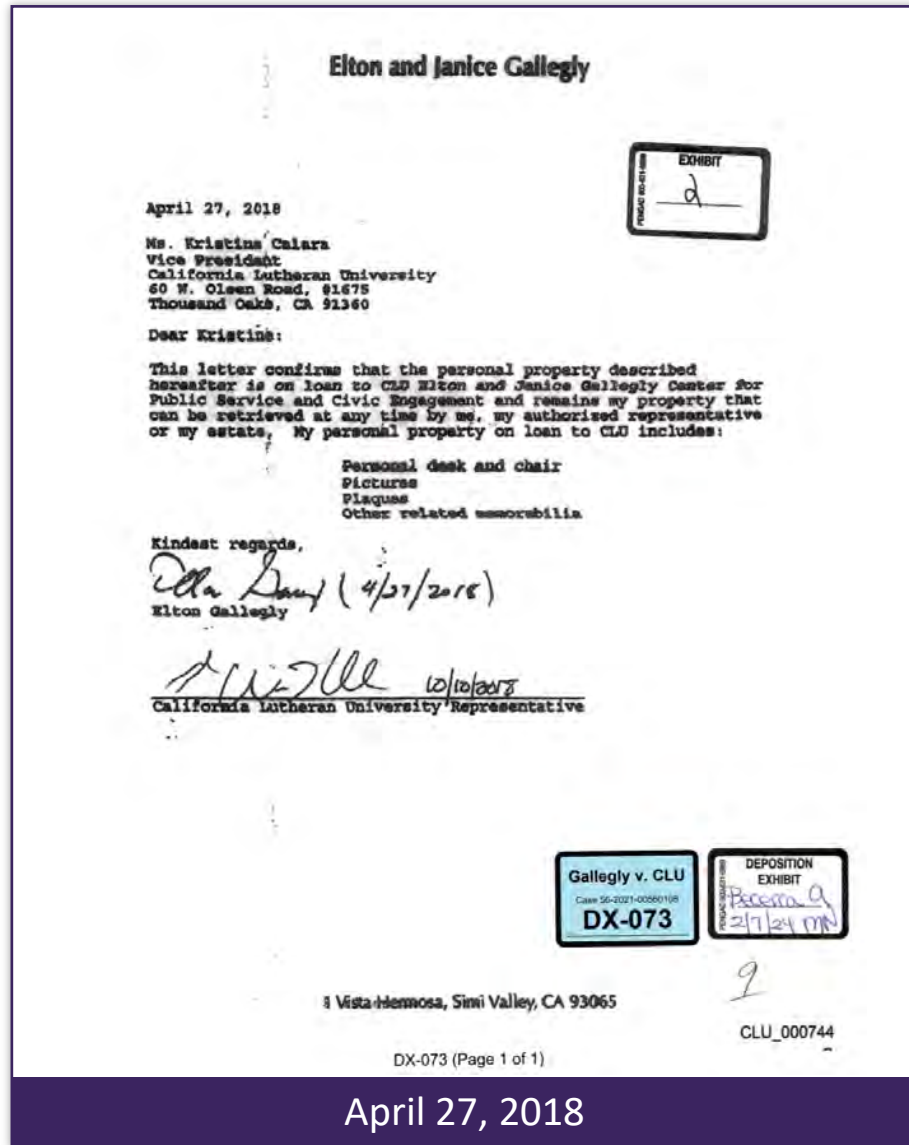 Elton and Janice Gallegly
EXHIBIT
2
April 27, 2018
Ms. Kristine Calara
Vice President
California Lutheran University
60 W. Olsen Road, #1675
Thousand Oaks, CA 91360
Dear Kristine:
This letter confirms that the personal property described
hereafter is on loan to CLU Elton and Janice Gallegly Center for
Public Service and Civic Engagement and remains my property that
can be retrieved at any time by me, my authorized representative
or my estate. My personal property on loan to CLU includes:
Personal desk and chair
Pictures
Plaques
Other related memorabilia
Kindest regards,
(4/27/2018)
Elton Gallegly
10/10/2018
California Lutheran University Representative
Gallegly v. CLU
DX-073
DEPOSITION
EXHIBIT
Becerra 9
2/7/24 MN
9
Vista Hermosa, Simi Valley, CA 93065
CLU_000744
DX-073 (Page 1 of 1)
April 27, 2018